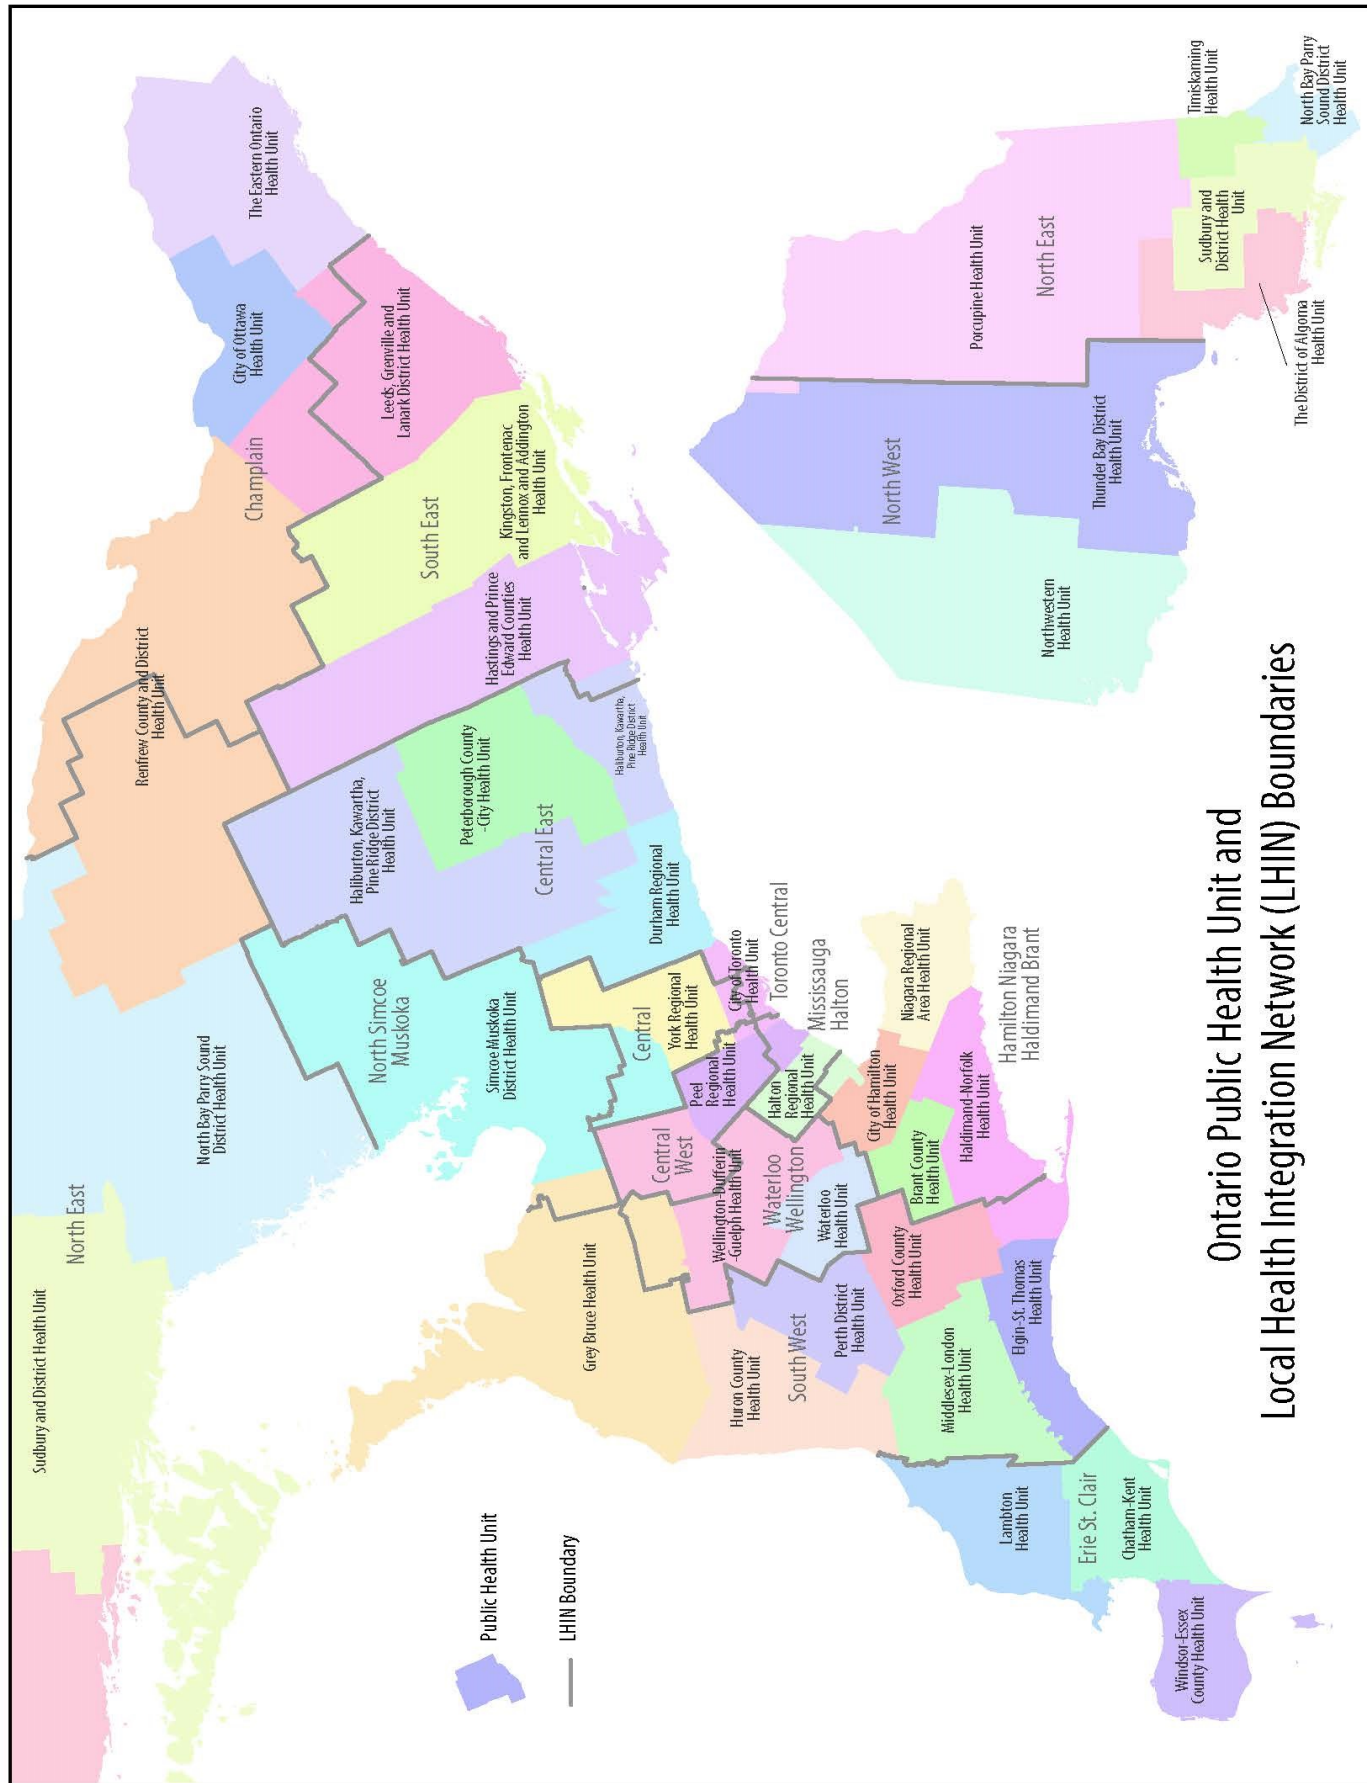 Sudbury and District Health Unit
North East
North Bay Parry Sound
District Health Unit
Renfrew County and District
Health Unit
Champlain
City of Ottawa
Health Unit
The Eastern Ontario
Health Unit
Leeds, Grenville and
Lanark District Health Unit
South East
Kingston, Frontenac
and Lennox and Addington
Health Unit
Hastings and Prince
Edward Counties
Health Unit
Haliburton, Kawartha,
Pine Ridge District
Health Unit
Peterborough County
-City Health Unit
Central East
Haliburton, Kawartha,
Pine Ridge District
Health Unit
Durham Regional
Health Unit
North Simcoe
Muskoka
Simcoe Muskoka
District Health Unit
Central
York Regional
Health Unit
City of Toronto
Health Unit
Toronto Central
Peel
Regional
Health Unit
Mississauga
Halton
Halton
Regional
Health Unit
Central
West
Wellington-Dufferin
-Guelph Health Unit
Waterloo
Wellington
Waterloo
Health Unit
Grey Bruce Health Unit
Huron County
Health Unit
South West
Perth District
Health Unit
City of Hamilton
Health Unit
Niagara Regional
Area Health Unit
Hamilton Niagara
Haldimand Brant
Brant County
Health Unit
Haldimand-Norfolk
Health Unit
Oxford County
Health Unit
Middlesex-London
Health Unit
Elgin-St. Thomas
Health Unit
Lambton
Health Unit
Erie St. Clair
Chatham-Kent
Health Unit
Windsor-Essex
County Health Unit
Public Health Unit
LHIN Boundary
North West
Northwestern
Health Unit
Thunder Bay District
Health Unit
Porcupine Health Unit
North East
Timiskaming
Health Unit
Sudbury and
District Health
Unit
North Bay Parry
Sound District
Health Unit
The District of Algoma
Health Unit
Ontario Public Health Unit and
Local Health Integration Network (LHIN) Boundaries